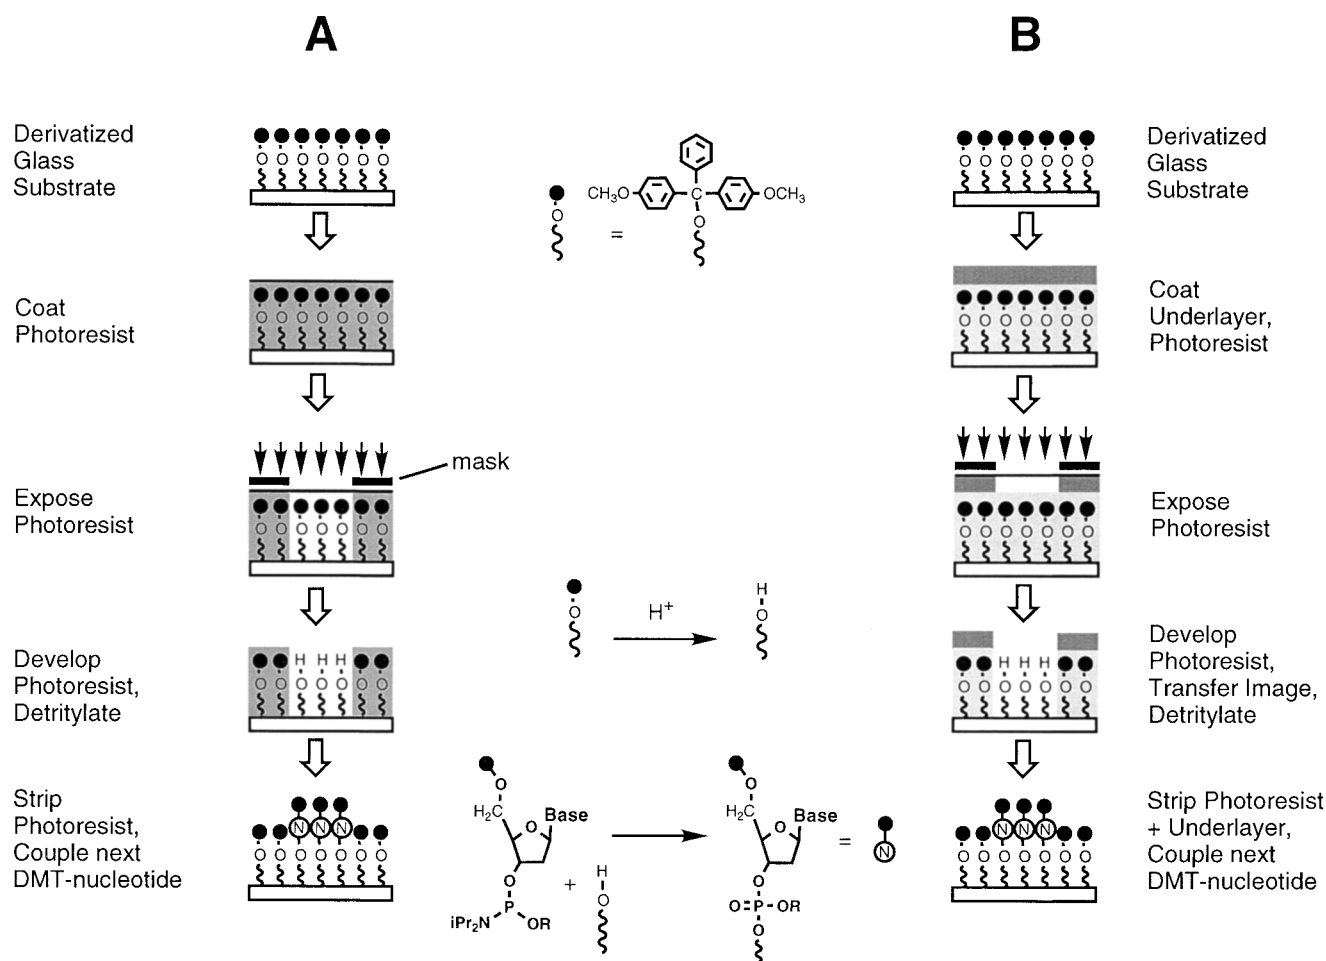 A
B
Derivatized
Glass
Substrate
O O O O O O O
CH₃O
C
OCH₃
O
O
=
O O O O O O O
Derivatized
Glass
Substrate
Coat
Photoresist
O O O O O O O
O O O O O O O
Coat
Underlayer,
Photoresist
mask
Expose
Photoresist
O O O O O O O
O O O O O O O
Expose
Photoresist
O
H⁺
H
O
Develop
Photoresist,
Detritylate
H H H
O O O O O O O
H H H
O O O O O O O
Develop
Photoresist,
Transfer Image,
Detritylate
Strip
Photoresist,
Couple next
DMT-nucleotide
N N N
O O O O O O O
O
H₂C
Base
O
O
P
iPr₂N
OR
+
H
O
O
H₂C
Base
O
O
O=P-OR
O
=
N
N N N
O O O O O O O
Strip Photoresist
+ Underlayer,
Couple next
DMT-nucleotide